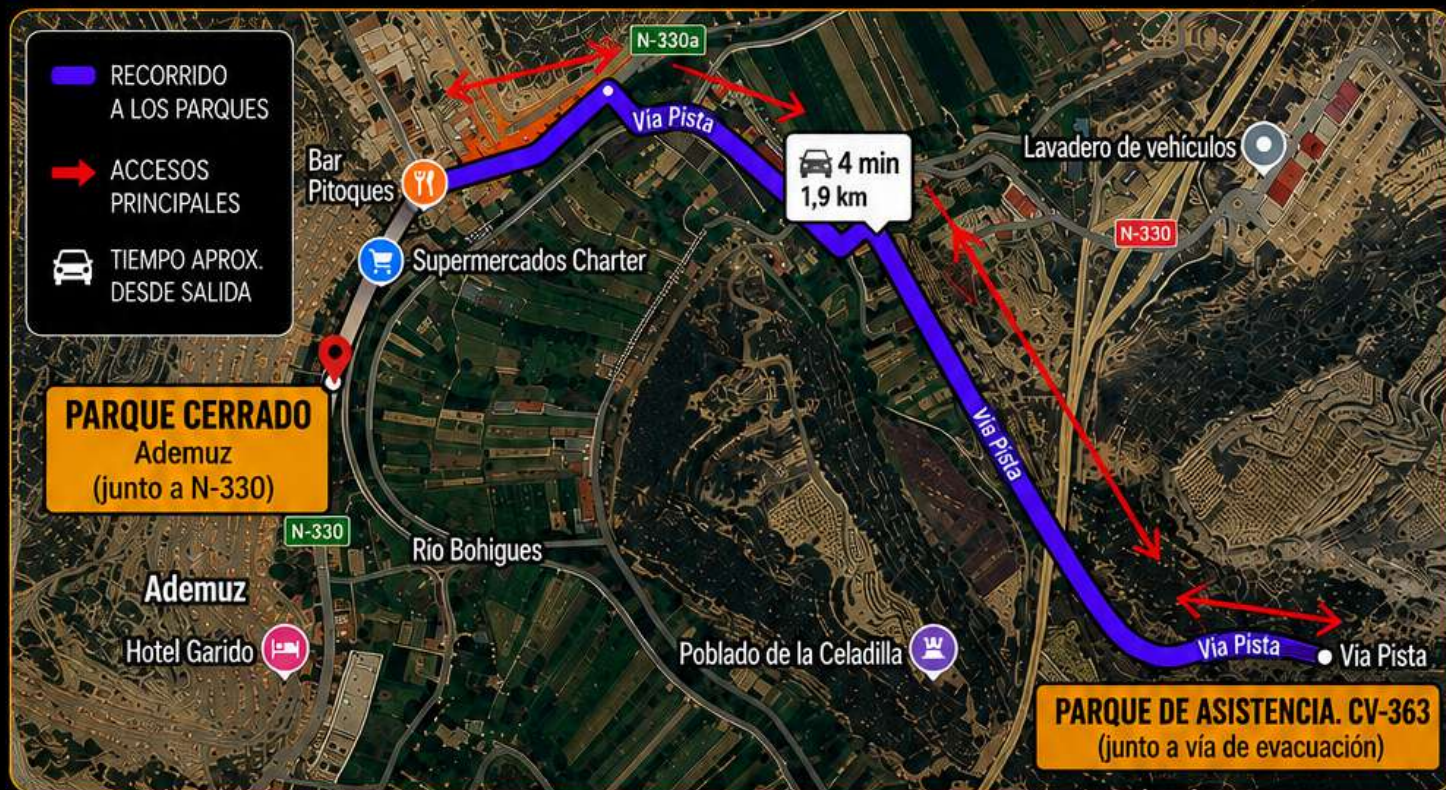 RECORRIDO
A LOS PARQUES
ACCESOS
PRINCIPALES
TIEMPO APROX.
DESDE SALIDA
N-330a
Vía Pista
Bar
Pitoques
4 min
1,9 km
Lavadero de vehículos
N-330
Supermercados Charter
PARQUE CERRADO
Ademuz
(junto a N-330)
Vía Pista
N-330
Río Bohigues
Ademuz
Hotel Garido
Poblado de la Celadilla
Vía Pista
Vía Pista
PARQUE DE ASISTENCIA. CV-363
(junto a vía de evacuación)